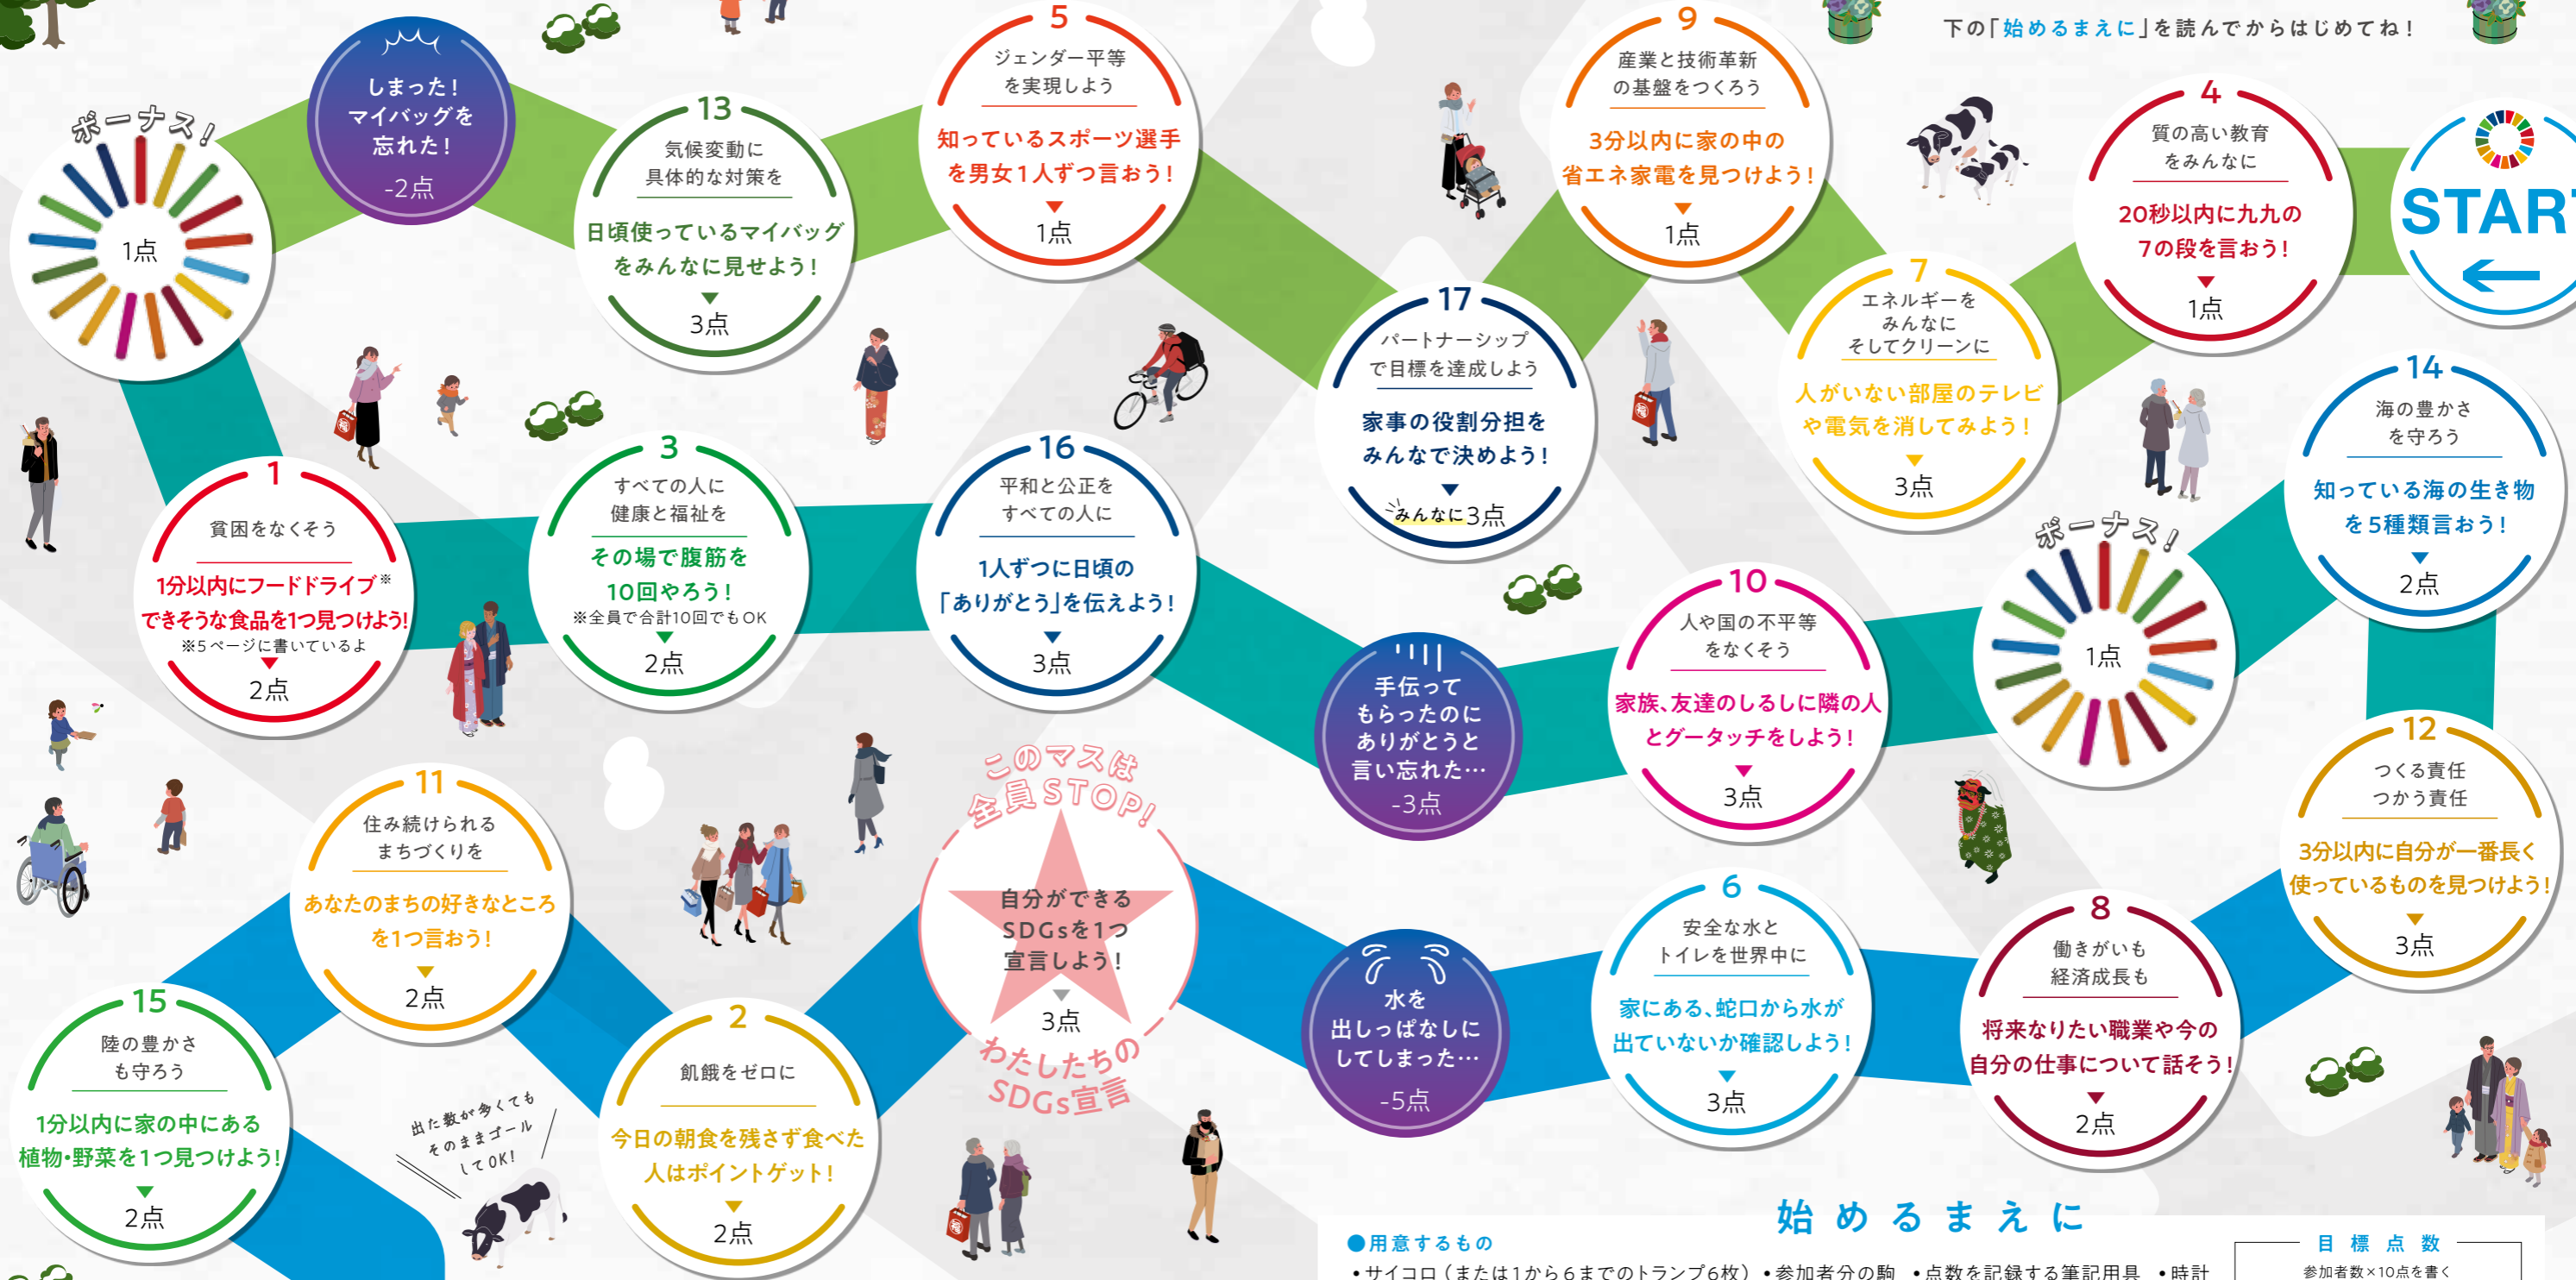 下の「始めるまえに」を読んでからはじめてね！
START
4
質の高い教育
をみんなに
20秒以内に九九の
7の段を言おう！
1点
7
エネルギーを
みんなに
そしてクリーンに
人がいない部屋のテレビ
や電気を消してみよう！
3点
9
産業と技術革新
の基盤をつくろう
3分以内に家の中の
省エネ家電を見つけよう！
1点
17
パートナーシップ
で目標を達成しよう
家事の役割分担を
みんなで決めよう！
みんなに3点
5
ジェンダー平等
を実現しよう
知っているスポーツ選手
を男女1人ずつ言おう！
1点
13
気候変動に
具体的な対策を
日頃使っているマイバッグ
をみんなに見せよう！
3点
しまった！
マイバッグを
忘れた！
-2点
ボーナス！
1点
1
貧困をなくそう
1分以内にフードドライブ※
できそうな食品を1つ見つけよう！
※5ページに書いているよ
2点
3
すべての人に
健康と福祉を
その場で腹筋を
10回やろう！
※全員で合計10回でもOK
2点
16
平和と公正を
すべての人に
1人ずつに日頃の
「ありがとう」を伝えよう！
3点
手伝って
もらったのに
ありがとうと
言い忘れた…
-3点
10
人や国の不平等
をなくそう
家族、友達のしるしに隣の人
とグータッチをしよう！
3点
ボーナス！
1点
14
海の豊かさ
を守ろう
知っている海の生き物
を5種類言おう！
2点
12
つくる責任
つかう責任
3分以内に自分が一番長く
使っているものを見つけよう！
3点
8
働きがいも
経済成長も
将来なりたい職業や今の
自分の仕事について話そう！
2点
6
安全な水と
トイレを世界中に
家にある、蛇口から水が
出ていないか確認しよう！
3点
水を
出しっぱなしに
してしまった…
-5点
このマスは
全員STOP！
自分ができる
SDGsを1つ
宣言しよう！
3点
わたしたちの
SDGs宣言
2
飢餓をゼロに
今日の朝食を残さず食べた
人はポイントゲット！
2点
11
住み続けられる
まちづくりを
あなたのまちの好きなところ
を1つ言おう！
2点
15
陸の豊かさ
も守ろう
1分以内に家の中にある
植物・野菜を1つ見つけよう！
2点
出た数が多くても
そのままゴール
してOK！
福
福
福
始めるまえに
●用意するもの
•サイコロ（または1から6までのトランプ6枚） •参加者分の駒 •点数を記録する筆記用具 •時計
目標点数
参加者数×10点を書く